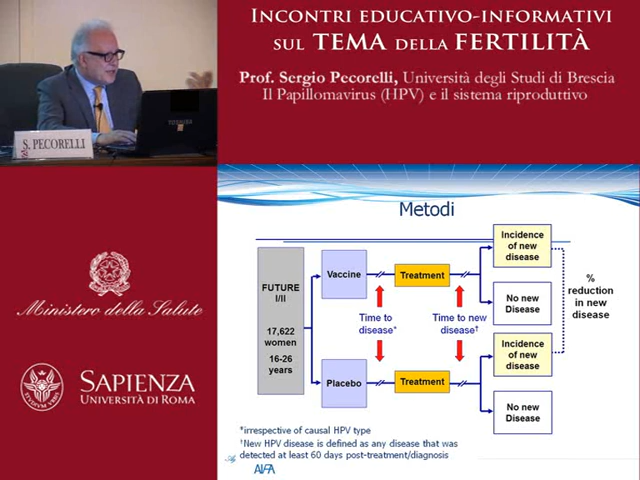 INCONTRI EDUCATIVO-INFORMATIVI
SUL TEMA DELLA FERTILITÀ
Prof. Sergio Pecorelli, Università degli Studi di Brescia
Il Papillomavirus (HPV) e il sistema riproduttivo
TOSHIBA
S. PECORELLI
Ministero della Salute
SAPIENZA
UNIVERSITÀ DI ROMA
Metodi
FUTURE
I/II
17,622
women
16-26
years
Vaccine
Placebo
Time to
disease*
Treatment
Treatment
Time to new
disease†
Incidence
of new
disease
No new
Disease
Incidence
of new
disease
No new
Disease
%
reduction
in new
disease
*irrespective of causal HPV type
†New HPV disease is defined as any disease that was
detected at least 60 days post-treatment/diagnosis